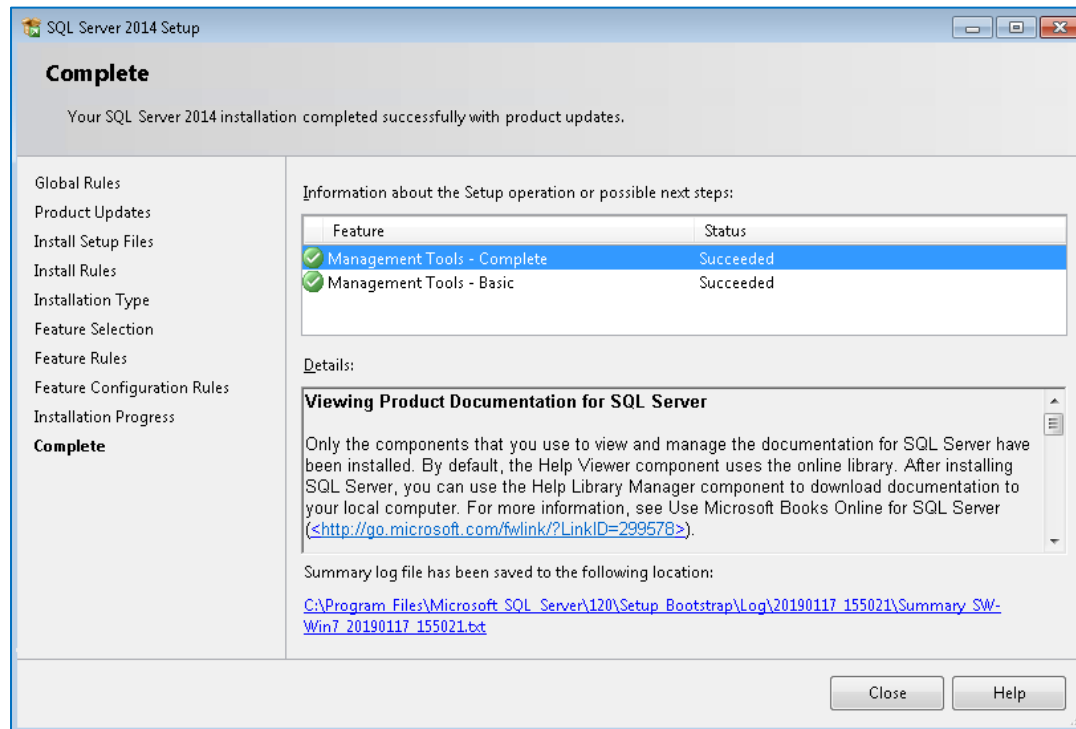 SQL Server 2014 Setup
Complete
Your SQL Server 2014 installation completed successfully with product updates.
Global Rules
Product Updates
Install Setup Files
Install Rules
Installation Type
Feature Selection
Feature Rules
Feature Configuration Rules
Installation Progress
Complete
Information about the Setup operation or possible next steps:
Feature Status
Management Tools - Complete Succeeded
Management Tools - Basic Succeeded
Details:
Viewing Product Documentation for SQL Server
Only the components that you use to view and manage the documentation for SQL Server have
been installed. By default, the Help Viewer component uses the online library. After installing
SQL Server, you can use the Help Library Manager component to download documentation to
your local computer. For more information, see Use Microsoft Books Online for SQL Server
(<http://go.microsoft.com/fwlink/?LinkID=299578>).
Summary log file has been saved to the following location:
C:\Program Files\Microsoft SQL Server\120\Setup Bootstrap\Log\20190117_155021\Summary_SW-
Win7_20190117_155021.txt
Close Help